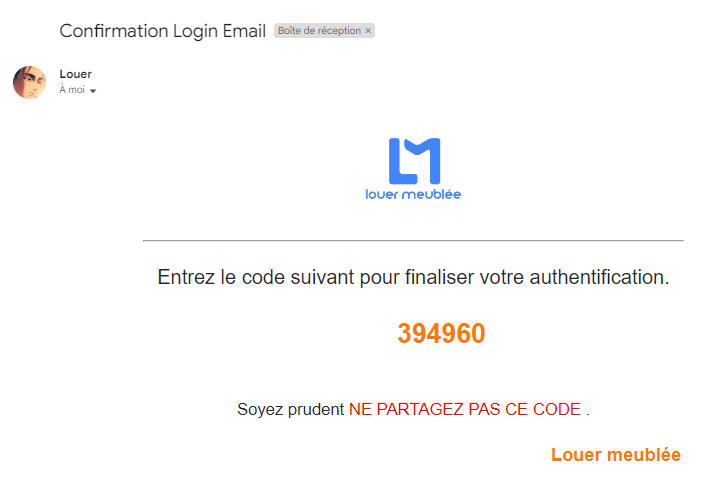 Confirmation Login Email Boîte de réception ×
Louer
À moi
LM
louer meublée
Entrez le code suivant pour finaliser votre authentification.
394960
Soyez prudent NE PARTAGEZ PAS CE CODE .
Louer meublée